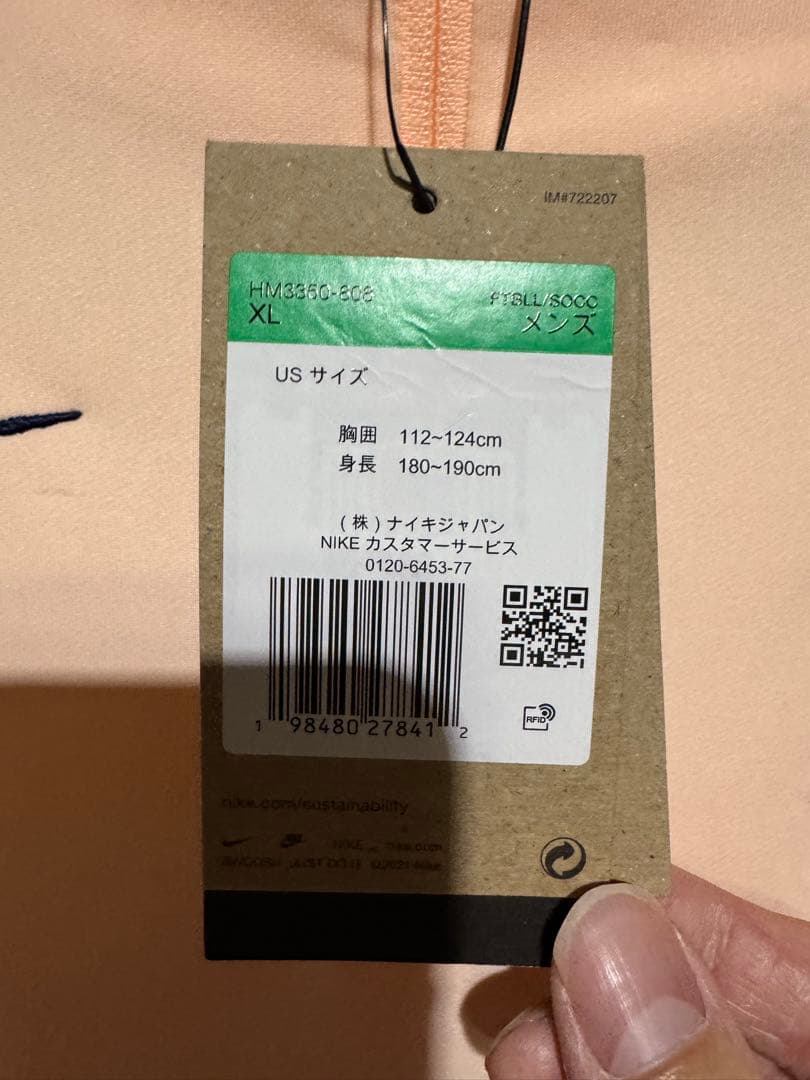 IM#722207
HM3350-808
FTBLL/SOCC
XL
メンズ
US サイズ
胸囲 112~124cm
身長 180~190cm
(株)ナイキジャパン
NIKE カスタマーサービス
0120-6453-77
RFID
1 98480 27841 2
nike.com/sustainability